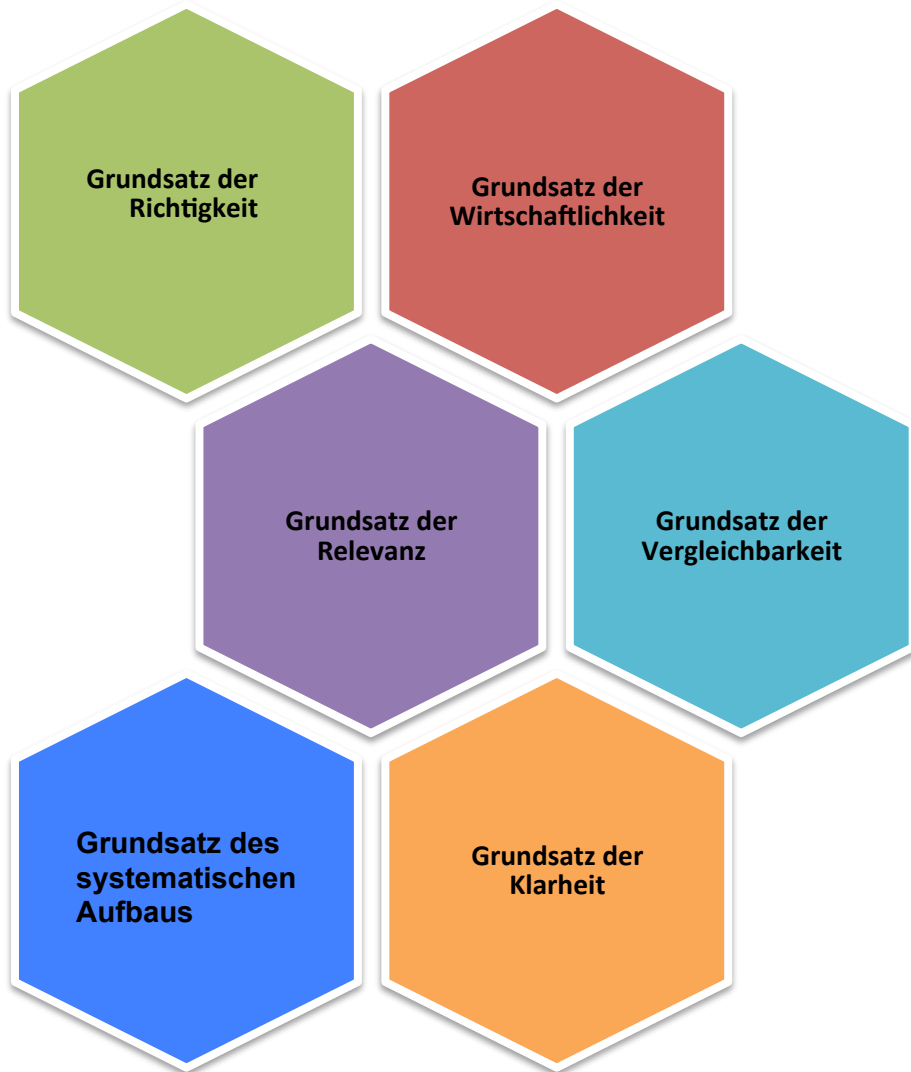 Grundsatz der
Richtigkeit
Grundsatz der
Wirtschaftlichkeit
Grundsatz der
Relevanz
Grundsatz der
Vergleichbarkeit
Grundsatz des
systematischen
Aufbaus
Grundsatz der
Klarheit